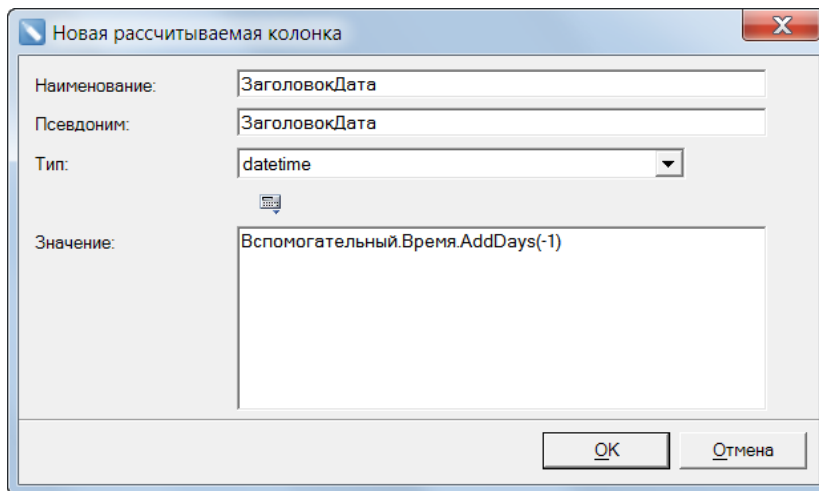 Новая рассчитываемая колонка
Наименование: ЗаголовокДата
Псевдоним: ЗаголовокДата
Тип: datetime
Значение: Вспомогательный.Время.AddDays(-1)
OK Отмена